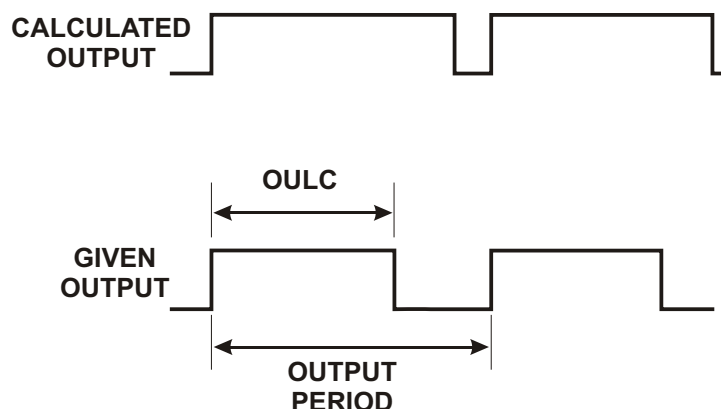 CALCULATED
OUTPUT
OULC
GIVEN
OUTPUT
OUTPUT
PERIOD